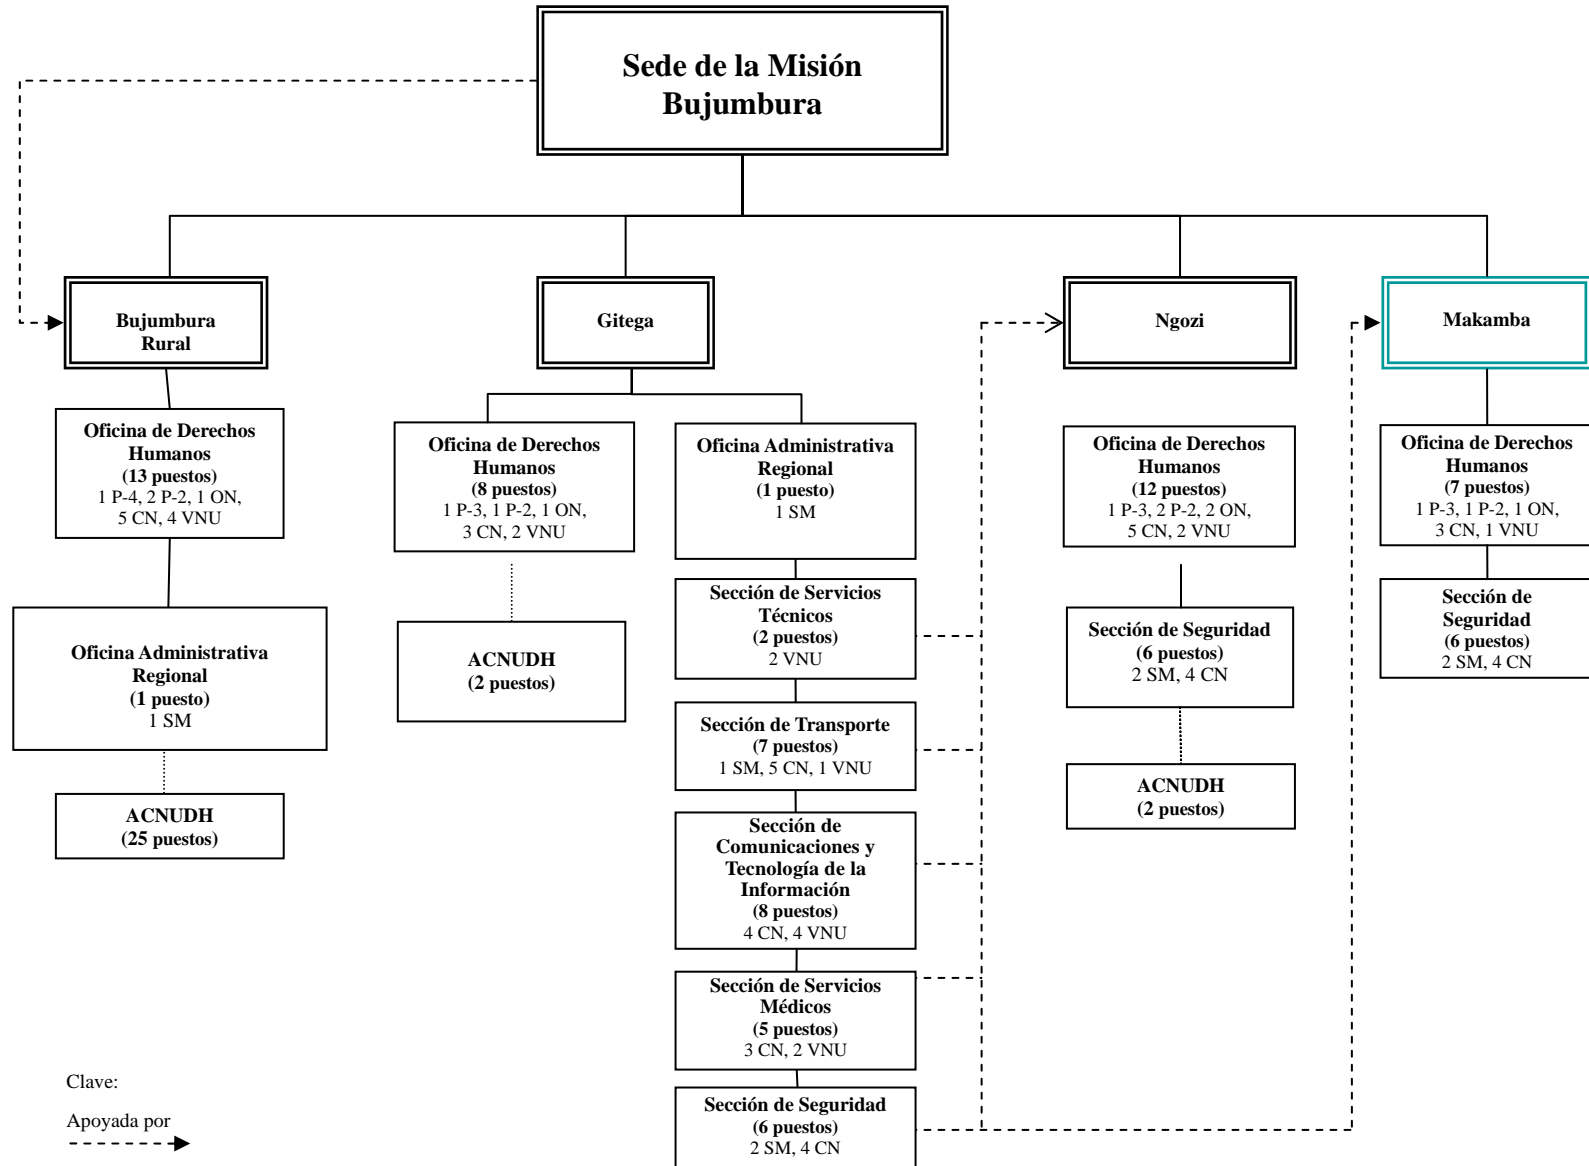 Sede de la Misión
Bujumbura
Bujumbura
Rural
Gitega
Ngozi
Makamba
Oficina de Derechos
Humanos
(13 puestos)
1 P-4, 2 P-2, 1 ON,
5 CN, 4 VNU
Oficina Administrativa
Regional
(1 puesto)
1 SM
ACNUDH
(25 puestos)
Oficina de Derechos
Humanos
(8 puestos)
1 P-3, 1 P-2, 1 ON,
3 CN, 2 VNU
ACNUDH
(2 puestos)
Oficina Administrativa
Regional
(1 puesto)
1 SM
Sección de Servicios
Técnicos
(2 puestos)
2 VNU
Sección de Transporte
(7 puestos)
1 SM, 5 CN, 1 VNU
Sección de
Comunicaciones y
Tecnología de la
Información
(8 puestos)
4 CN, 4 VNU
Sección de Servicios
Médicos
(5 puestos)
3 CN, 2 VNU
Sección de Seguridad
(6 puestos)
2 SM, 4 CN
Oficina de Derechos
Humanos
(12 puestos)
1 P-3, 2 P-2, 2 ON,
5 CN, 2 VNU
Sección de Seguridad
(6 puestos)
2 SM, 4 CN
ACNUDH
(2 puestos)
Oficina de Derechos
Humanos
(7 puestos)
1 P-3, 1 P-2, 1 ON,
3 CN, 1 VNU
Sección de
Seguridad
(6 puestos)
2 SM, 4 CN
Clave:
Apoyada por